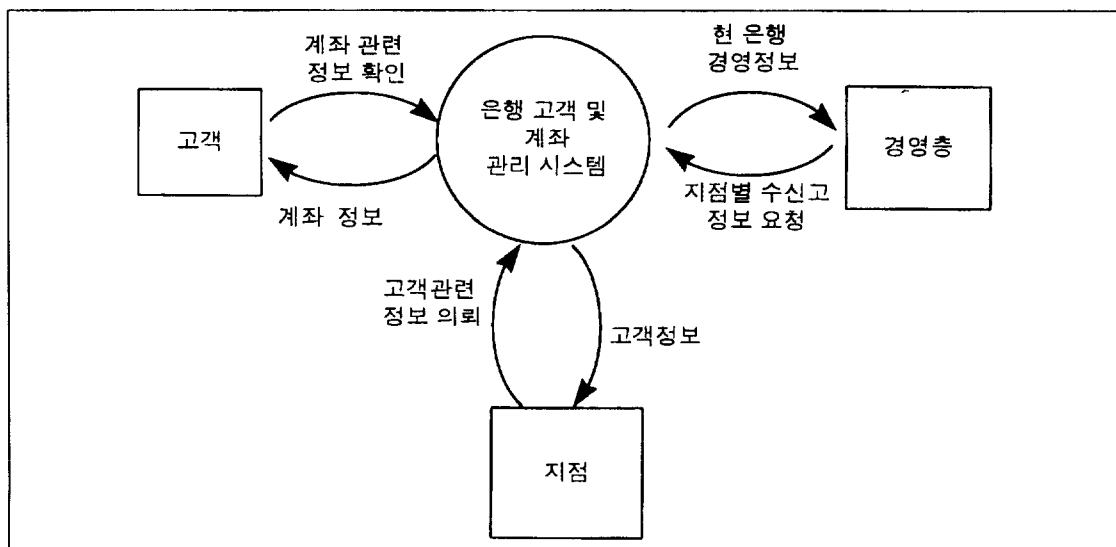 계좌 관련
정보 확인
현 은행
경영정보
고객
은행 고객 및
계좌
관리 시스템
경영층
계좌 정보
지점별 수신고
정보 요청
고객관련
정보 의뢰
고객정보
지점